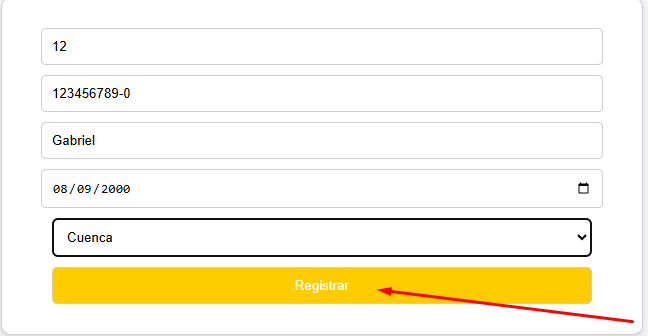 12
123456789-0
Gabriel
08/09/2000
Cuenca
Registrar